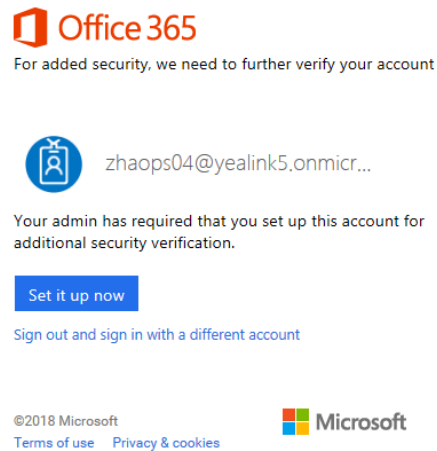 Office 365
For added security, we need to further verify your account
zhaops04@yealink5.onmicr...
Your admin has required that you set up this account for
additional security verification.
Set it up now
Sign out and sign in with a different account
©2018 Microsoft
Microsoft
Terms of use Privacy & cookies